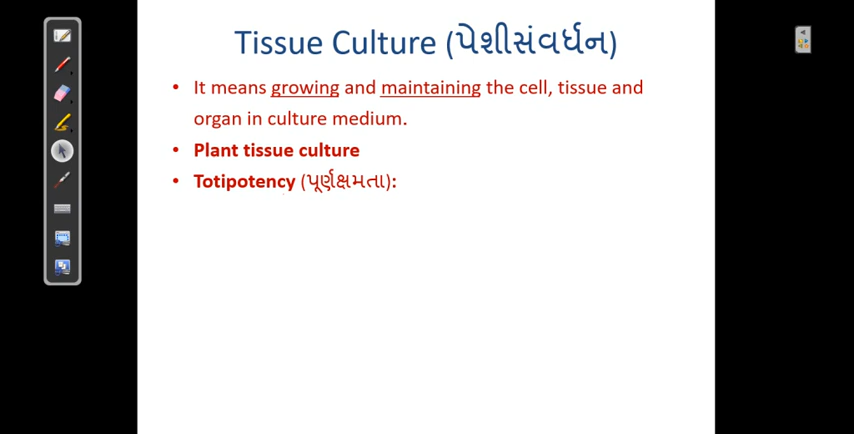 Tissue Culture (પેશીસંવર્ધન)
• It means growing and maintaining the cell, tissue and
organ in culture medium.
• Plant tissue culture
• Totipotency (પૂર્ણક્ષમતા):